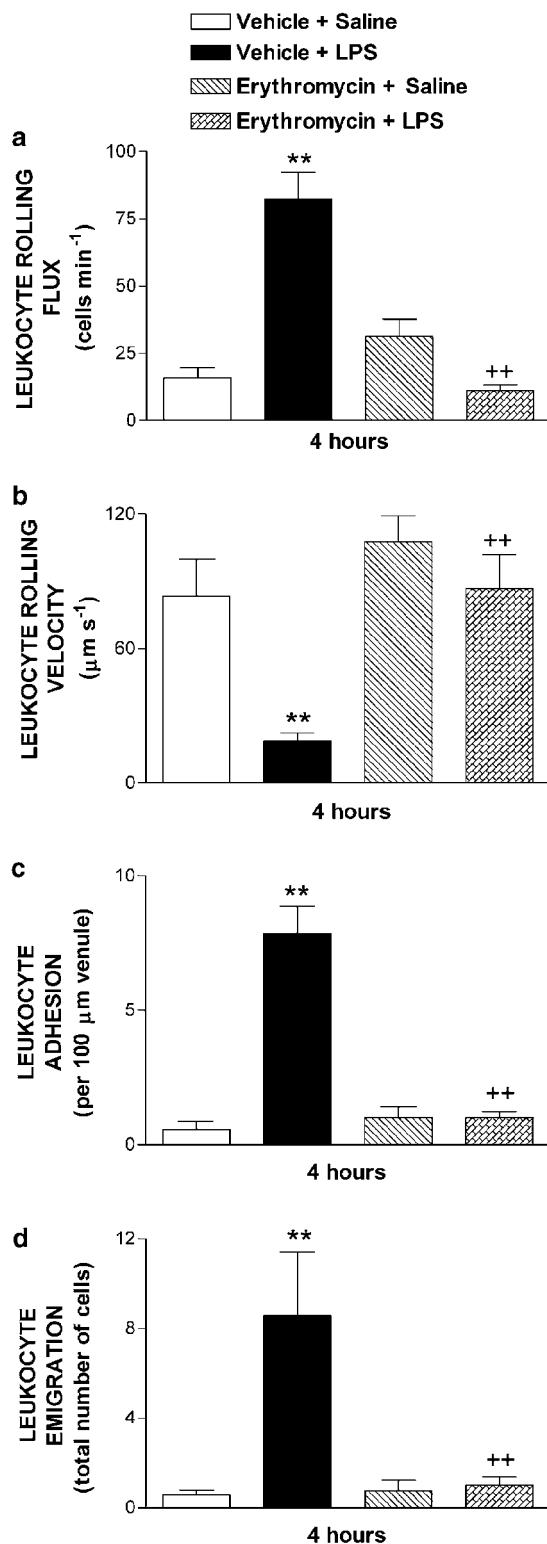 Vehicle + Saline
Vehicle + LPS
Erythromycin + Saline
Erythromycin + LPS
a
LEUKOCYTE ROLLING
FLUX
(cells min⁻¹)
100
75
50
25
0
**
++
4 hours
b
LEUKOCYTE ROLLING
VELOCITY
(μm s⁻¹)
120
60
0
**
++
4 hours
c
LEUKOCYTE
ADHESION
(per 100 μm venule)
10
5
0
**
++
4 hours
d
LEUKOCYTE
EMIGRATION
(total number of cells)
12
8
4
0
**
++
4 hours